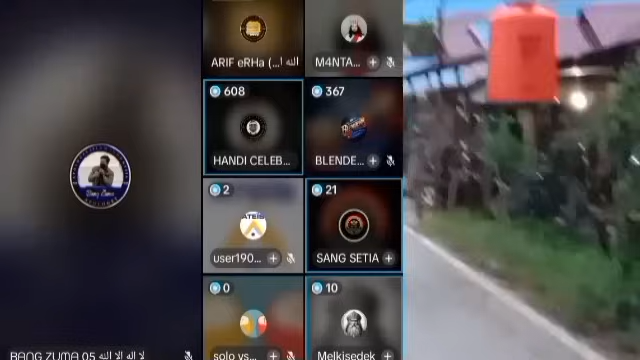 ARIF eRHa (... الله ا
M4NTA...
608
367
HANDI CELEB...
BLENDE...
2
21
user190...
SANG SETIA
0
10
solo vs...
Melkisedek
BANG ZUMA 05 لا اله الا الله